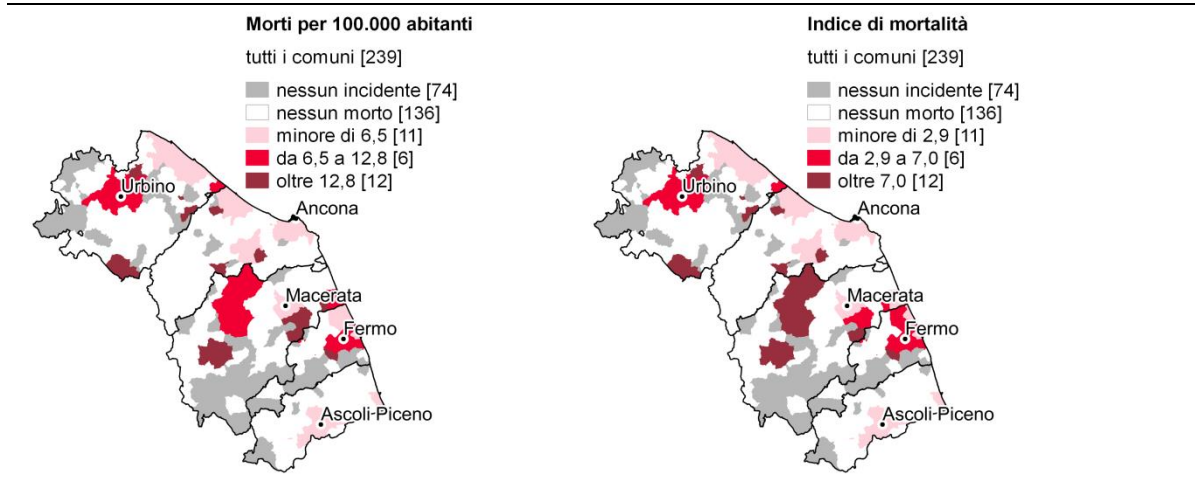 Morti per 100.000 abitanti
tutti i comuni [239]
nessun incidente [74]
nessun morto [136]
minore di 6,5 [11]
da 6,5 a 12,8 [6]
oltre 12,8 [12]
Urbino
Ancona
Macerata
Fermo
Ascoli-Piceno
Indice di mortalità
tutti i comuni [239]
nessun incidente [74]
nessun morto [136]
minore di 2,9 [11]
da 2,9 a 7,0 [6]
oltre 7,0 [12]
Urbino
Ancona
Macerata
Fermo
Ascoli-Piceno